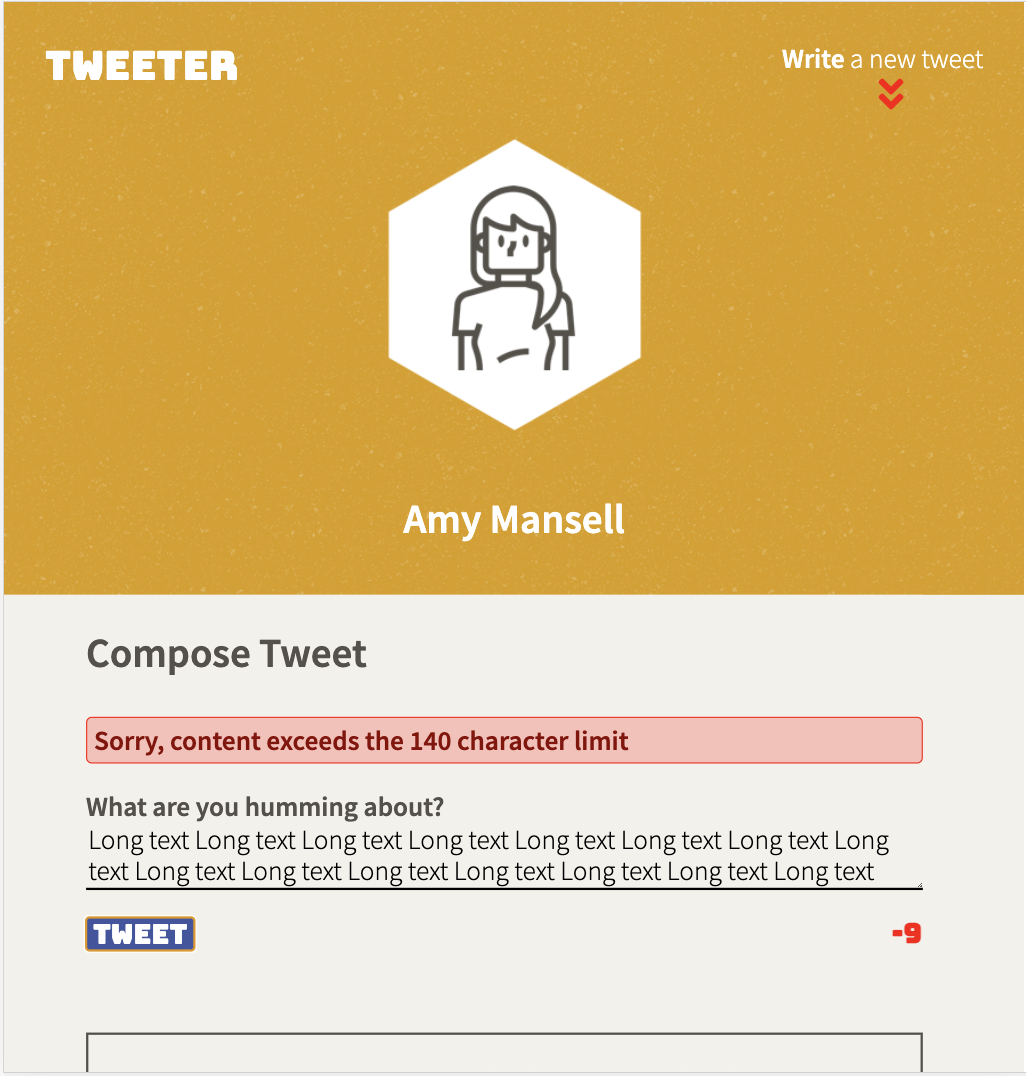 TWEETER
Write a new tweet
Amy Mansell
Compose Tweet
Sorry, content exceeds the 140 character limit
What are you humming about?
Long text Long text Long text Long text Long text Long text Long text Long
text Long text Long text Long text Long text Long text Long text Long text
TWEET
-9